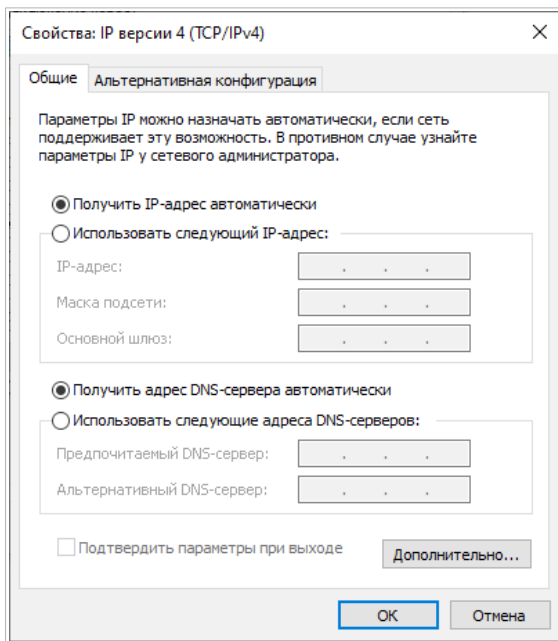 Свойства: IP версии 4 (TCP/IPv4)
Общие
Альтернативная конфигурация
Параметры IP можно назначать автоматически, если сеть
поддерживает эту возможность. В противном случае узнайте
параметры IP у сетевого администратора.
Получить IP-адрес автоматически
Использовать следующий IP-адрес:
IP-адрес:
Маска подсети:
Основной шлюз:
Получить адрес DNS-сервера автоматически
Использовать следующие адреса DNS-серверов:
Предпочитаемый DNS-сервер:
Альтернативный DNS-сервер:
Подтвердить параметры при выходе
Дополнительно...
ОК
Отмена